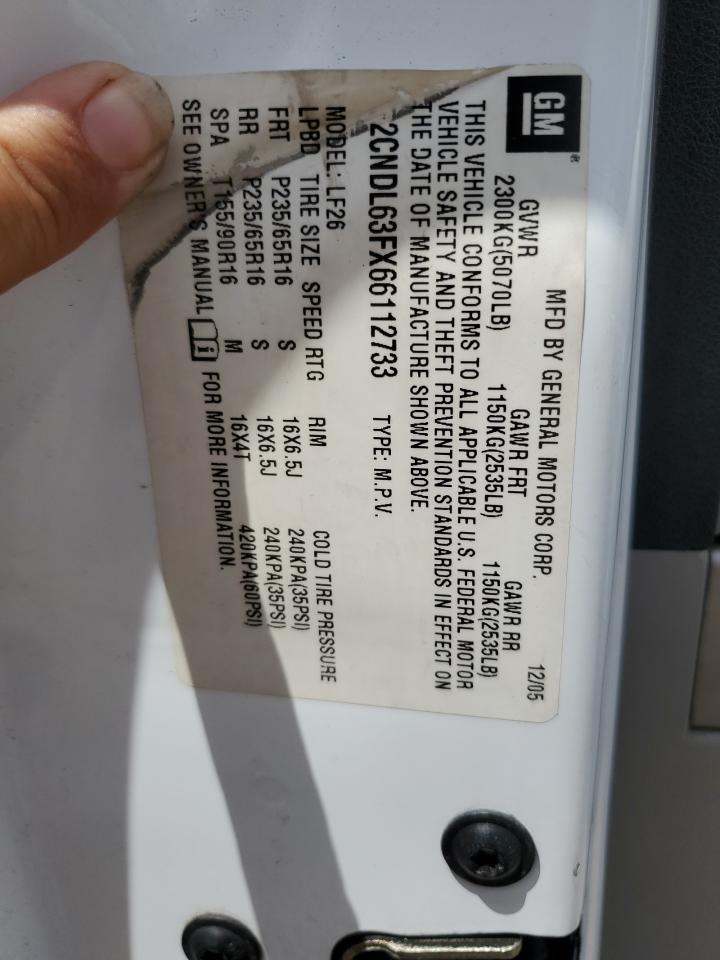 GM®
MFD BY GENERAL MOTORS CORP. 12/05
GVWR GAWR FRT GAWR RR
2300KG(5070LB) 1150KG(2535LB) 1150KG(2535LB)
THIS VEHICLE CONFORMS TO ALL APPLICABLE U.S. FEDERAL MOTOR
VEHICLE SAFETY AND THEFT PREVENTION STANDARDS IN EFFECT ON
THE DATE OF MANUFACTURE SHOWN ABOVE.
2CNDL63FX66112733 TYPE: M.P.V.
MODEL: LF26
LPBD TIRE SIZE SPEED RTG RIM COLD TIRE PRESSURE
FRT P235/65R16 S 16X6.5J 240KPA(35PSI)
RR P235/65R16 S 16X6.5J 240KPA(35PSI)
SPA T155/90R16 M 16X4T 420KPA(60PSI)
SEE OWNER'S MANUAL i FOR MORE INFORMATION.